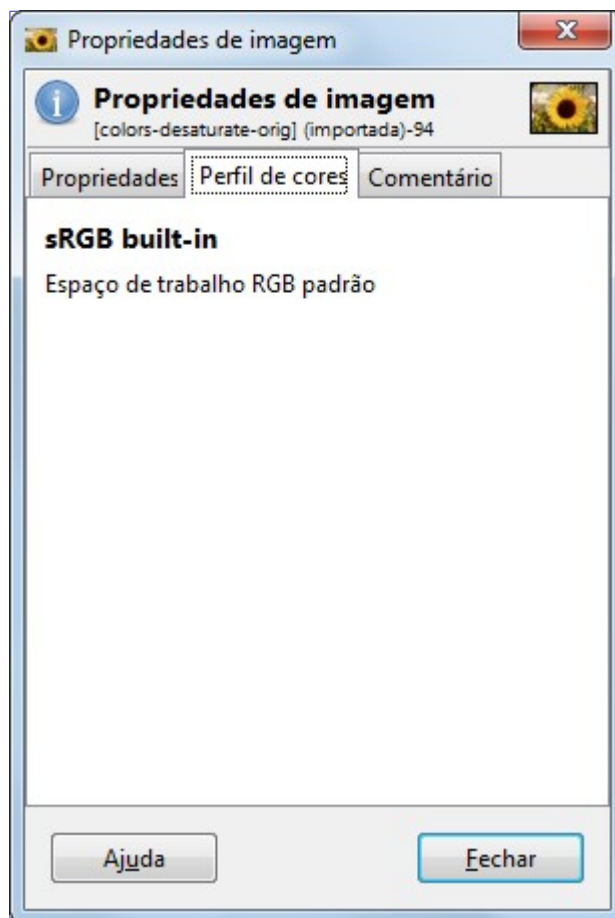 Propriedades de imagem
Propriedades de imagem
[colors-desaturate-orig] (importada)-94
Propriedades Perfil de cores Comentário
sRGB built-in
Espaço de trabalho RGB padrão
Ajuda Fechar